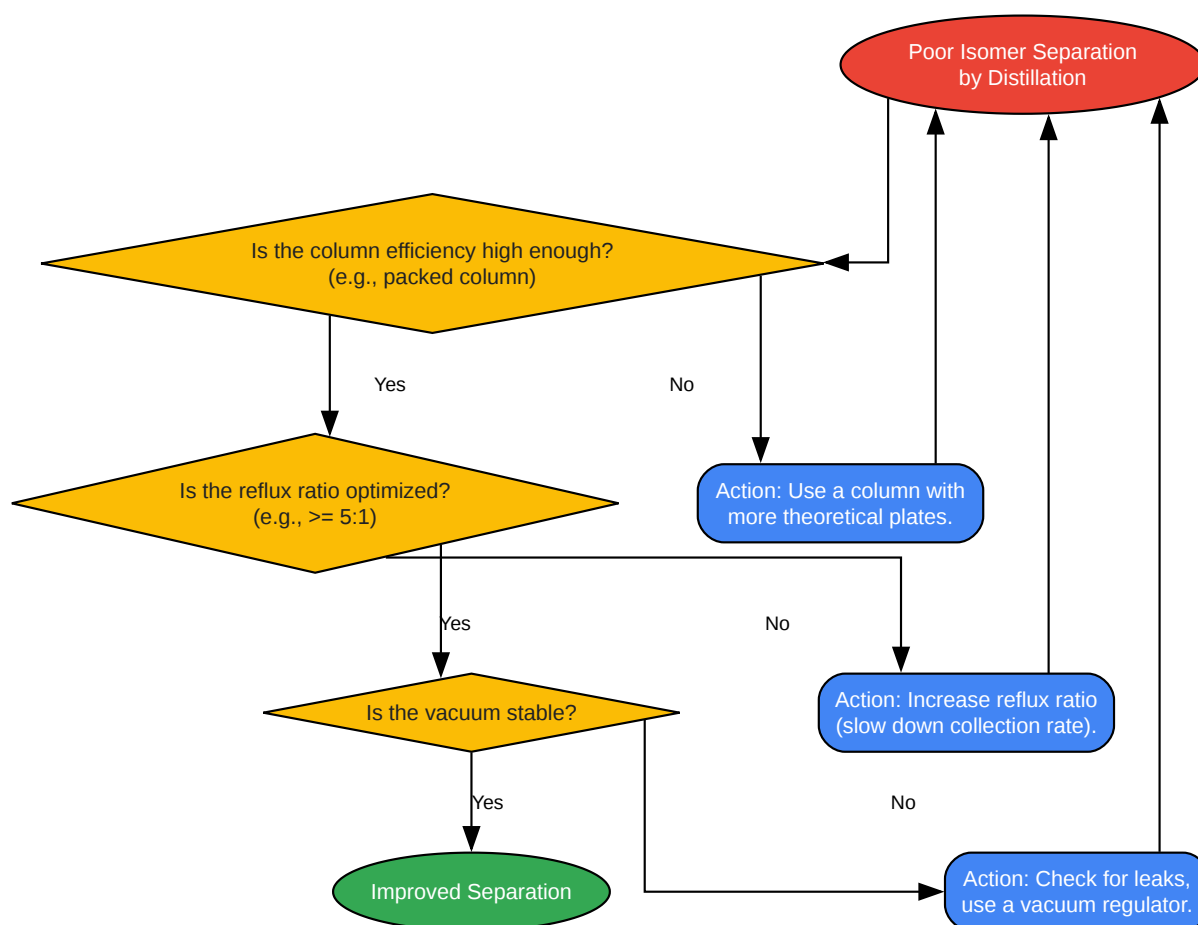 Poor Isomer Separation
by Distillation
Is the column efficiency high enough?
(e.g., packed column)
Yes
No
Is the reflux ratio optimized?
(e.g., >= 5:1)
Action: Use a column with
more theoretical plates.
Yes
No
Is the vacuum stable?
Action: Increase reflux ratio
(slow down collection rate).
Yes
No
Improved Separation
Action: Check for leaks,
use a vacuum regulator.